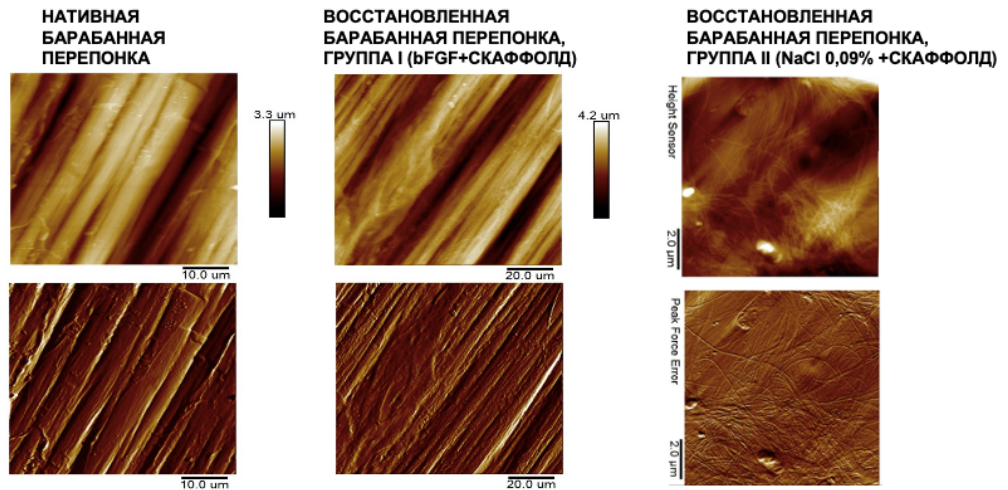 НАТИВНАЯ
БАРАБАННАЯ
ПЕРЕПОНКА
ВОССТАНОВЛЕННАЯ
БАРАБАННАЯ ПЕРЕПОНКА,
ГРУППА I (bFGF+СКАФФОЛД)
ВОССТАНОВЛЕННАЯ
БАРАБАННАЯ ПЕРЕПОНКА,
ГРУППА II (NaCl 0,09% +СКАФФОЛД)
3.3 um
10.0 um
4.2 um
20.0 um
Height Sensor
2.0 µm
10.0 um
20.0 um
Peak Force Error
2.0 µm